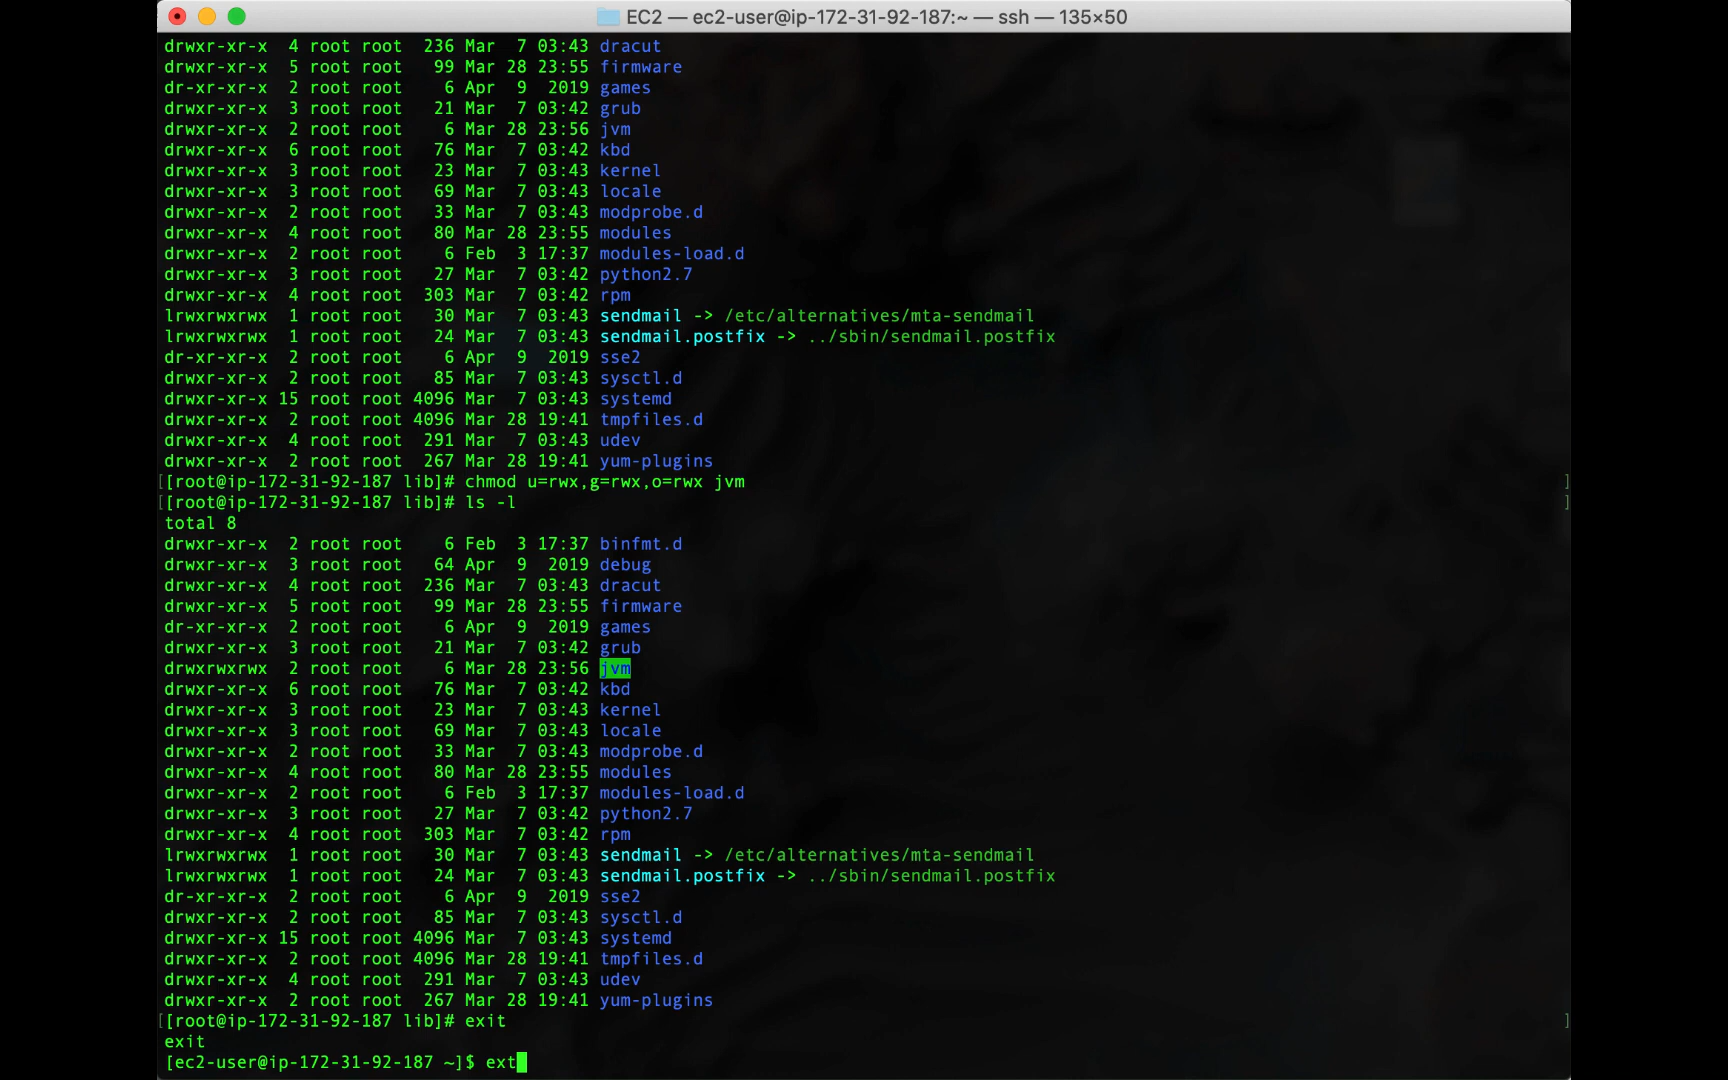 EC2 — ec2-user@ip-172-31-92-187:~ — ssh — 135×50
drwxr-xr-x  4 root root  236 Mar  7 03:43 dracut
drwxr-xr-x  5 root root   99 Mar 28 23:55 firmware
dr-xr-xr-x  2 root root    6 Apr  9  2019 games
drwxr-xr-x  3 root root   21 Mar  7 03:42 grub
drwxr-xr-x  2 root root    6 Mar 28 23:56 jvm
drwxr-xr-x  6 root root   76 Mar  7 03:42 kbd
drwxr-xr-x  3 root root   23 Mar  7 03:43 kernel
drwxr-xr-x  3 root root   69 Mar  7 03:43 locale
drwxr-xr-x  2 root root   33 Mar  7 03:43 modprobe.d
drwxr-xr-x  4 root root   80 Mar 28 23:55 modules
drwxr-xr-x  2 root root    6 Feb  3 17:37 modules-load.d
drwxr-xr-x  3 root root   27 Mar  7 03:42 python2.7
drwxr-xr-x  4 root root  303 Mar  7 03:42 rpm
lrwxrwxrwx  1 root root   30 Mar  7 03:43 sendmail -> /etc/alternatives/mta-sendmail
lrwxrwxrwx  1 root root   24 Mar  7 03:43 sendmail.postfix -> ../sbin/sendmail.postfix
dr-xr-xr-x  2 root root    6 Apr  9  2019 sse2
drwxr-xr-x  2 root root   85 Mar  7 03:43 sysctl.d
drwxr-xr-x 15 root root 4096 Mar  7 03:43 systemd
drwxr-xr-x  2 root root 4096 Mar 28 19:41 tmpfiles.d
drwxr-xr-x  4 root root  291 Mar  7 03:43 udev
drwxr-xr-x  2 root root  267 Mar 28 19:41 yum-plugins
[[root@ip-172-31-92-187 lib]# chmod u=rwx,g=rwx,o=rwx jvm ]
[[root@ip-172-31-92-187 lib]# ls -l ]
total 8
drwxr-xr-x  2 root root    6 Feb  3 17:37 binfmt.d
drwxr-xr-x  3 root root   64 Apr  9  2019 debug
drwxr-xr-x  4 root root  236 Mar  7 03:43 dracut
drwxr-xr-x  5 root root   99 Mar 28 23:55 firmware
dr-xr-xr-x  2 root root    6 Apr  9  2019 games
drwxr-xr-x  3 root root   21 Mar  7 03:42 grub
drwxrwxrwx  2 root root    6 Mar 28 23:56 jvm
drwxr-xr-x  6 root root   76 Mar  7 03:42 kbd
drwxr-xr-x  3 root root   23 Mar  7 03:43 kernel
drwxr-xr-x  3 root root   69 Mar  7 03:43 locale
drwxr-xr-x  2 root root   33 Mar  7 03:43 modprobe.d
drwxr-xr-x  4 root root   80 Mar 28 23:55 modules
drwxr-xr-x  2 root root    6 Feb  3 17:37 modules-load.d
drwxr-xr-x  3 root root   27 Mar  7 03:42 python2.7
drwxr-xr-x  4 root root  303 Mar  7 03:42 rpm
lrwxrwxrwx  1 root root   30 Mar  7 03:43 sendmail -> /etc/alternatives/mta-sendmail
lrwxrwxrwx  1 root root   24 Mar  7 03:43 sendmail.postfix -> ../sbin/sendmail.postfix
dr-xr-xr-x  2 root root    6 Apr  9  2019 sse2
drwxr-xr-x  2 root root   85 Mar  7 03:43 sysctl.d
drwxr-xr-x 15 root root 4096 Mar  7 03:43 systemd
drwxr-xr-x  2 root root 4096 Mar 28 19:41 tmpfiles.d
drwxr-xr-x  4 root root  291 Mar  7 03:43 udev
drwxr-xr-x  2 root root  267 Mar 28 19:41 yum-plugins
[[root@ip-172-31-92-187 lib]# exit ]
exit
[ec2-user@ip-172-31-92-187 ~]$ ext